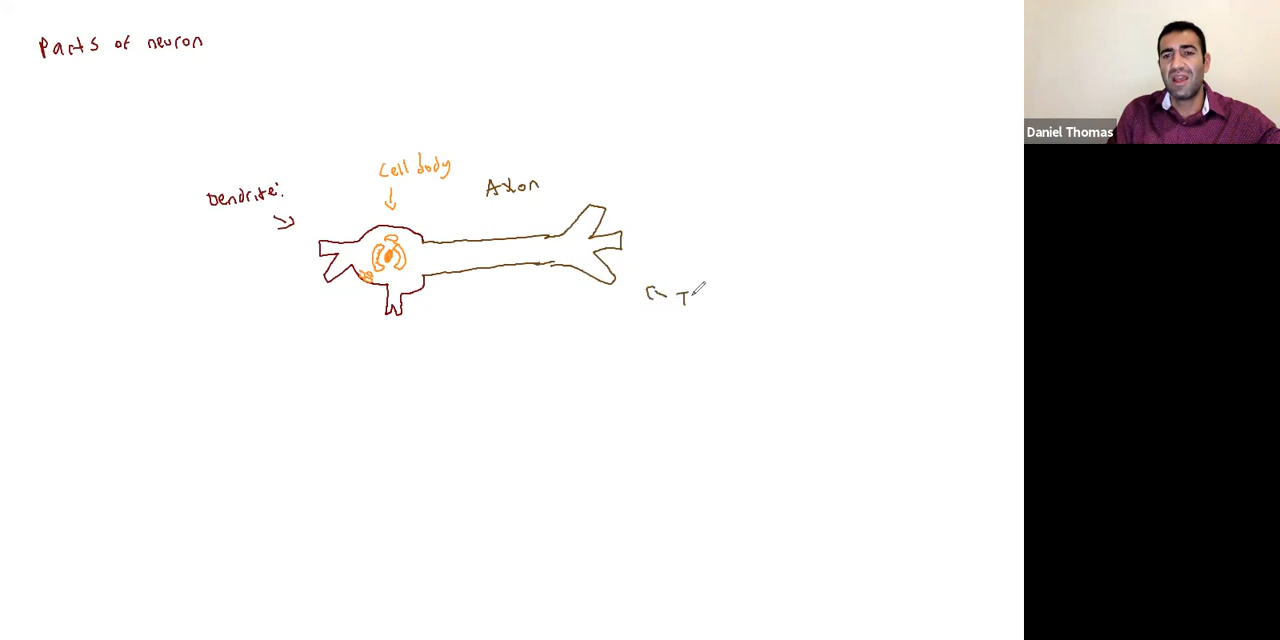 Parts of neuron
Cell body
Dendrite:
Axon
T
Daniel Thomas